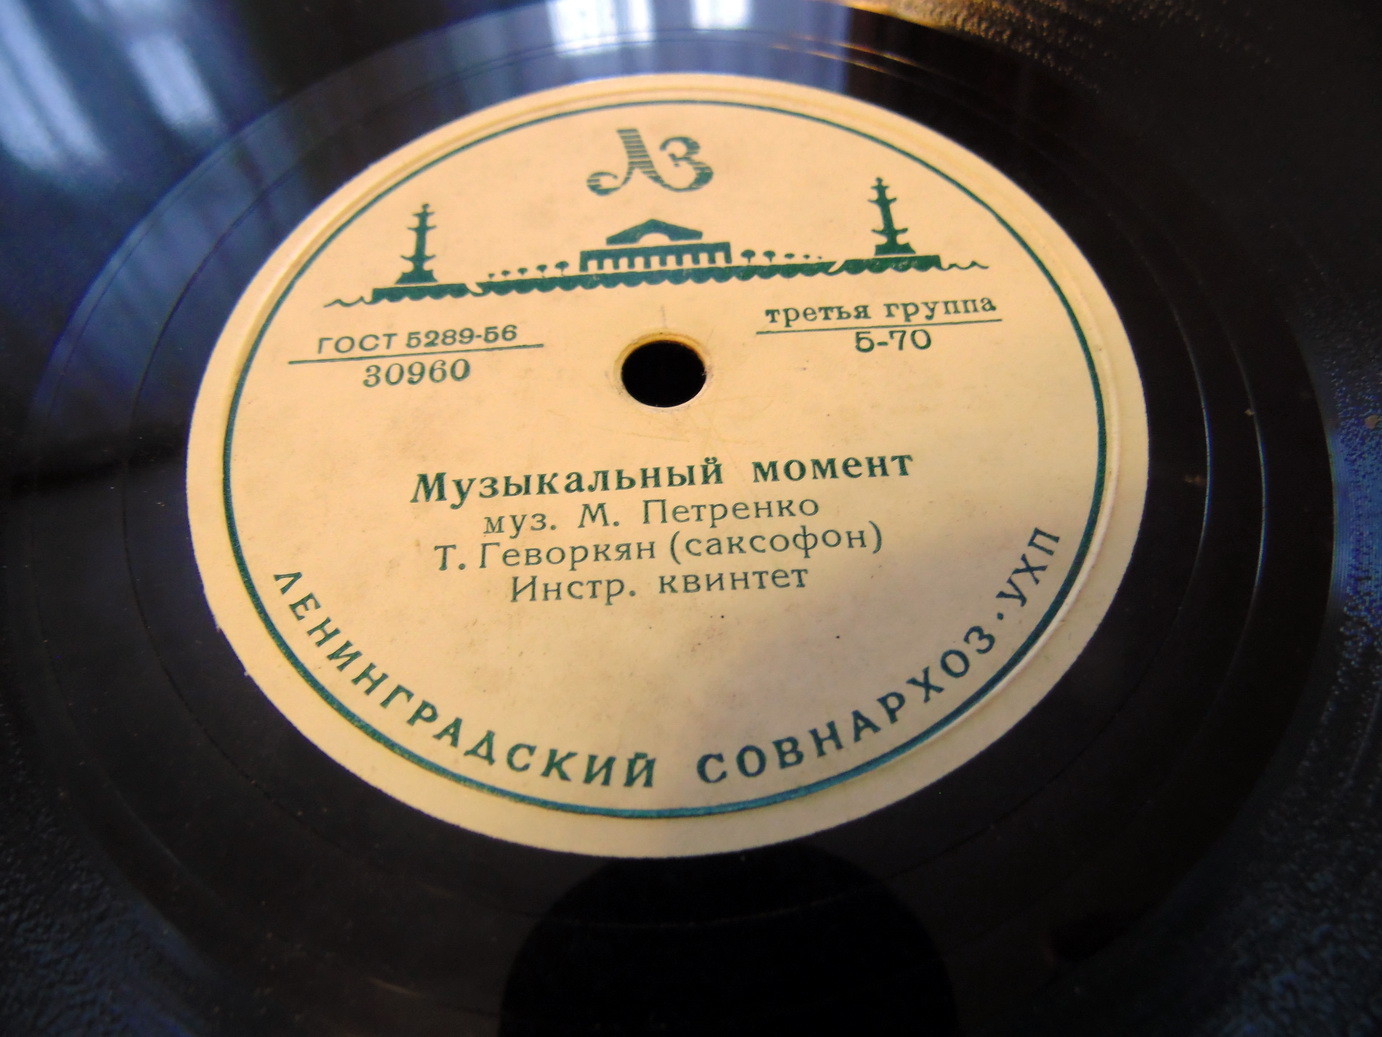 ЛЗ
ГОСТ 5289-56
30960
третья группа
5-70
Музыкальный момент
муз. М. Петренко
Т. Геворкян (саксофон)
Инстр. квинтет
ЛЕНИНГРАДСКИЙ СОВНАРХОЗ · УХП